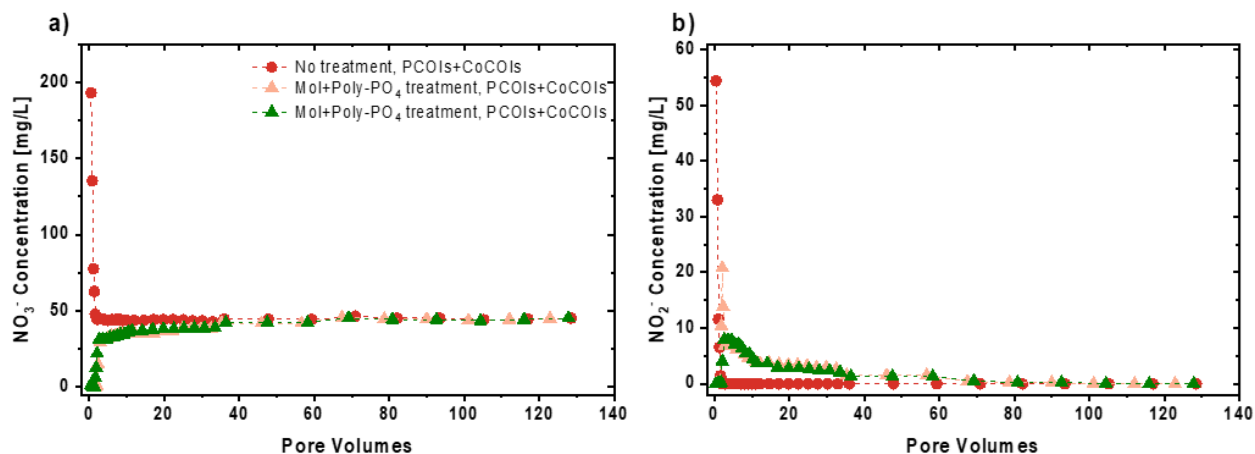 a)
b)
NO₃⁻ Concentration [mg/L]
200
150
100
50
0
No treatment, PCOIs+CoCOIs
Mol+Poly-PO₄ treatment, PCOIs+CoCOIs
Mol+Poly-PO₄ treatment, PCOIs+CoCOIs
0 20 40 60 80 100 120 140
Pore Volumes
NO₂⁻ Concentration [mg/L]
60
50
40
30
20
10
0
0 20 40 60 80 100 120 140
Pore Volumes